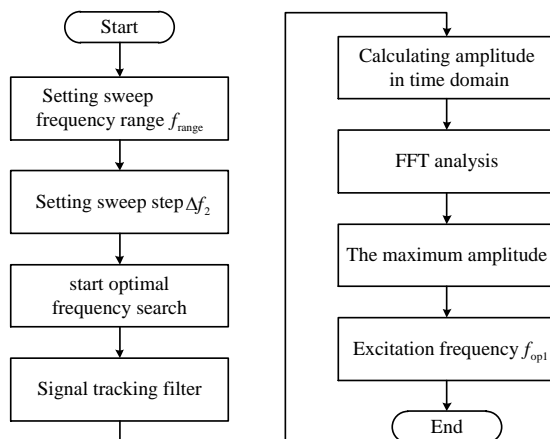 Start
Setting sweep
frequency range f_range
Setting sweep step Δf_2
start optimal
frequency search
Signal tracking filter
Calculating amplitude
in time domain
FFT analysis
The maximum amplitude
Excitation frequency f_op1
End